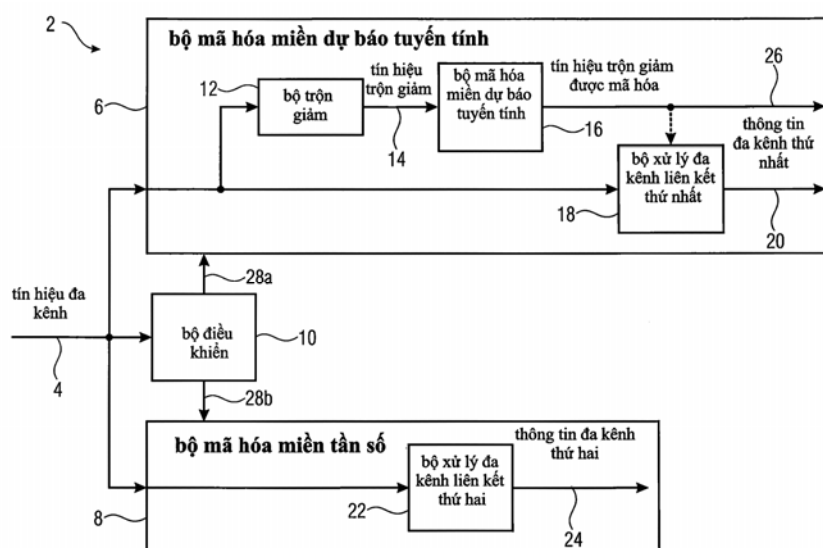 2
bộ mã hóa miền dự báo tuyến tính
6
12
bộ trộn
giảm
tín hiệu
trộn giảm
14
bộ mã hóa
miền dự báo
tuyến tính
16
tín hiệu trộn giảm
được mã hóa
26
thông tin
đa kênh thứ
nhất
bộ xử lý đa
kênh liên kết
thứ nhất
18
20
28a
tín hiệu đa
kênh
4
bộ điều
khiển
10
28b
bộ mã hóa miền tần số
8
bộ xử lý đa
kênh liên kết
thứ hai
22
thông tin đa kênh
thứ hai
24